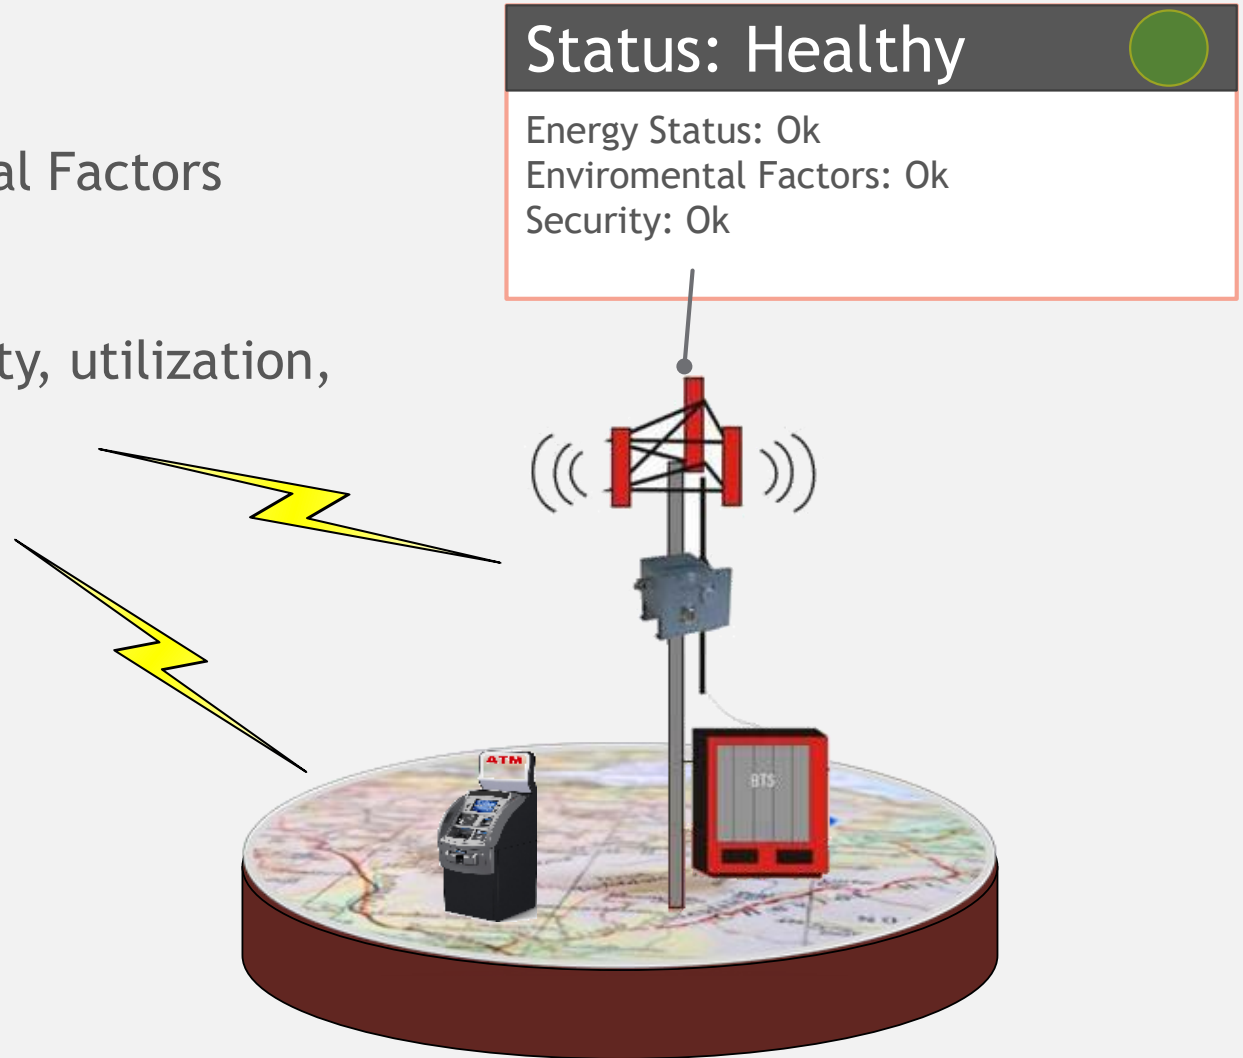 Status: Healthy
Energy Status: Ok
Enviromental Factors: Ok
Security: Ok
al Factors
ty, utilization,
ATM
BTS